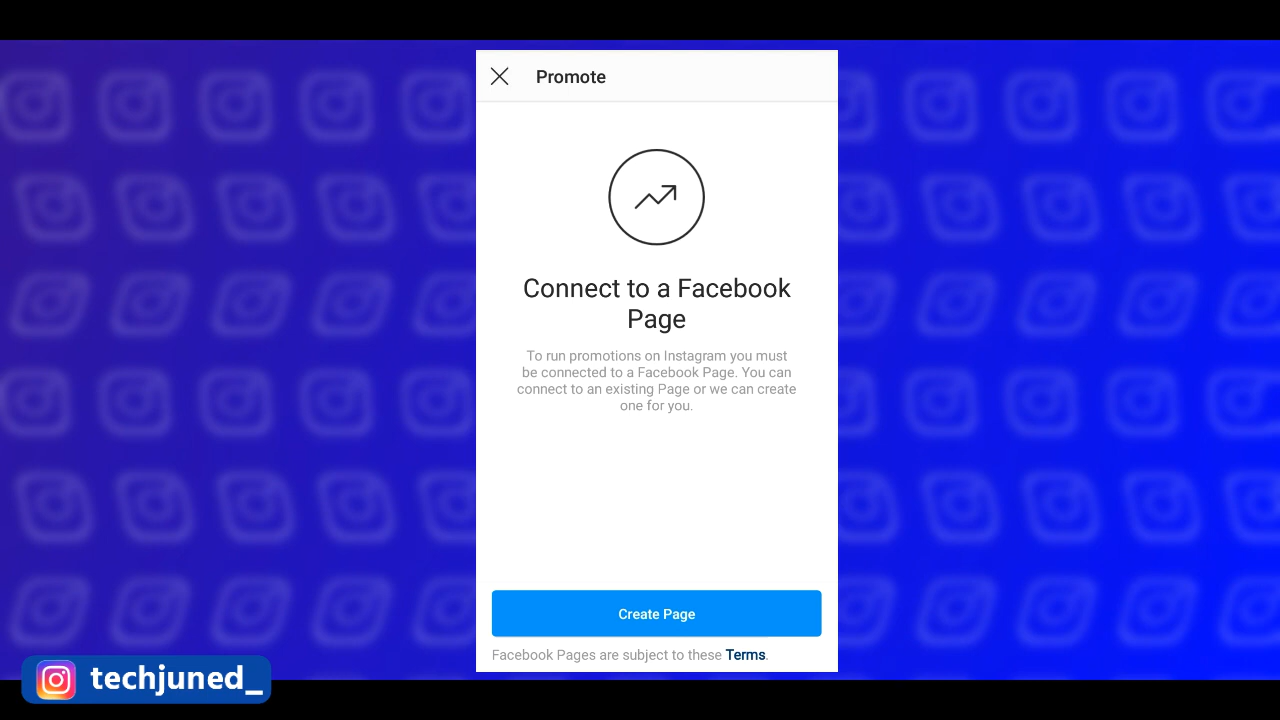 Promote
Connect to a Facebook
Page
To run promotions on Instagram you must
be connected to a Facebook Page. You can
connect to an existing Page or we can create
one for you.
Create Page
Facebook Pages are subject to these Terms.
techjuned_